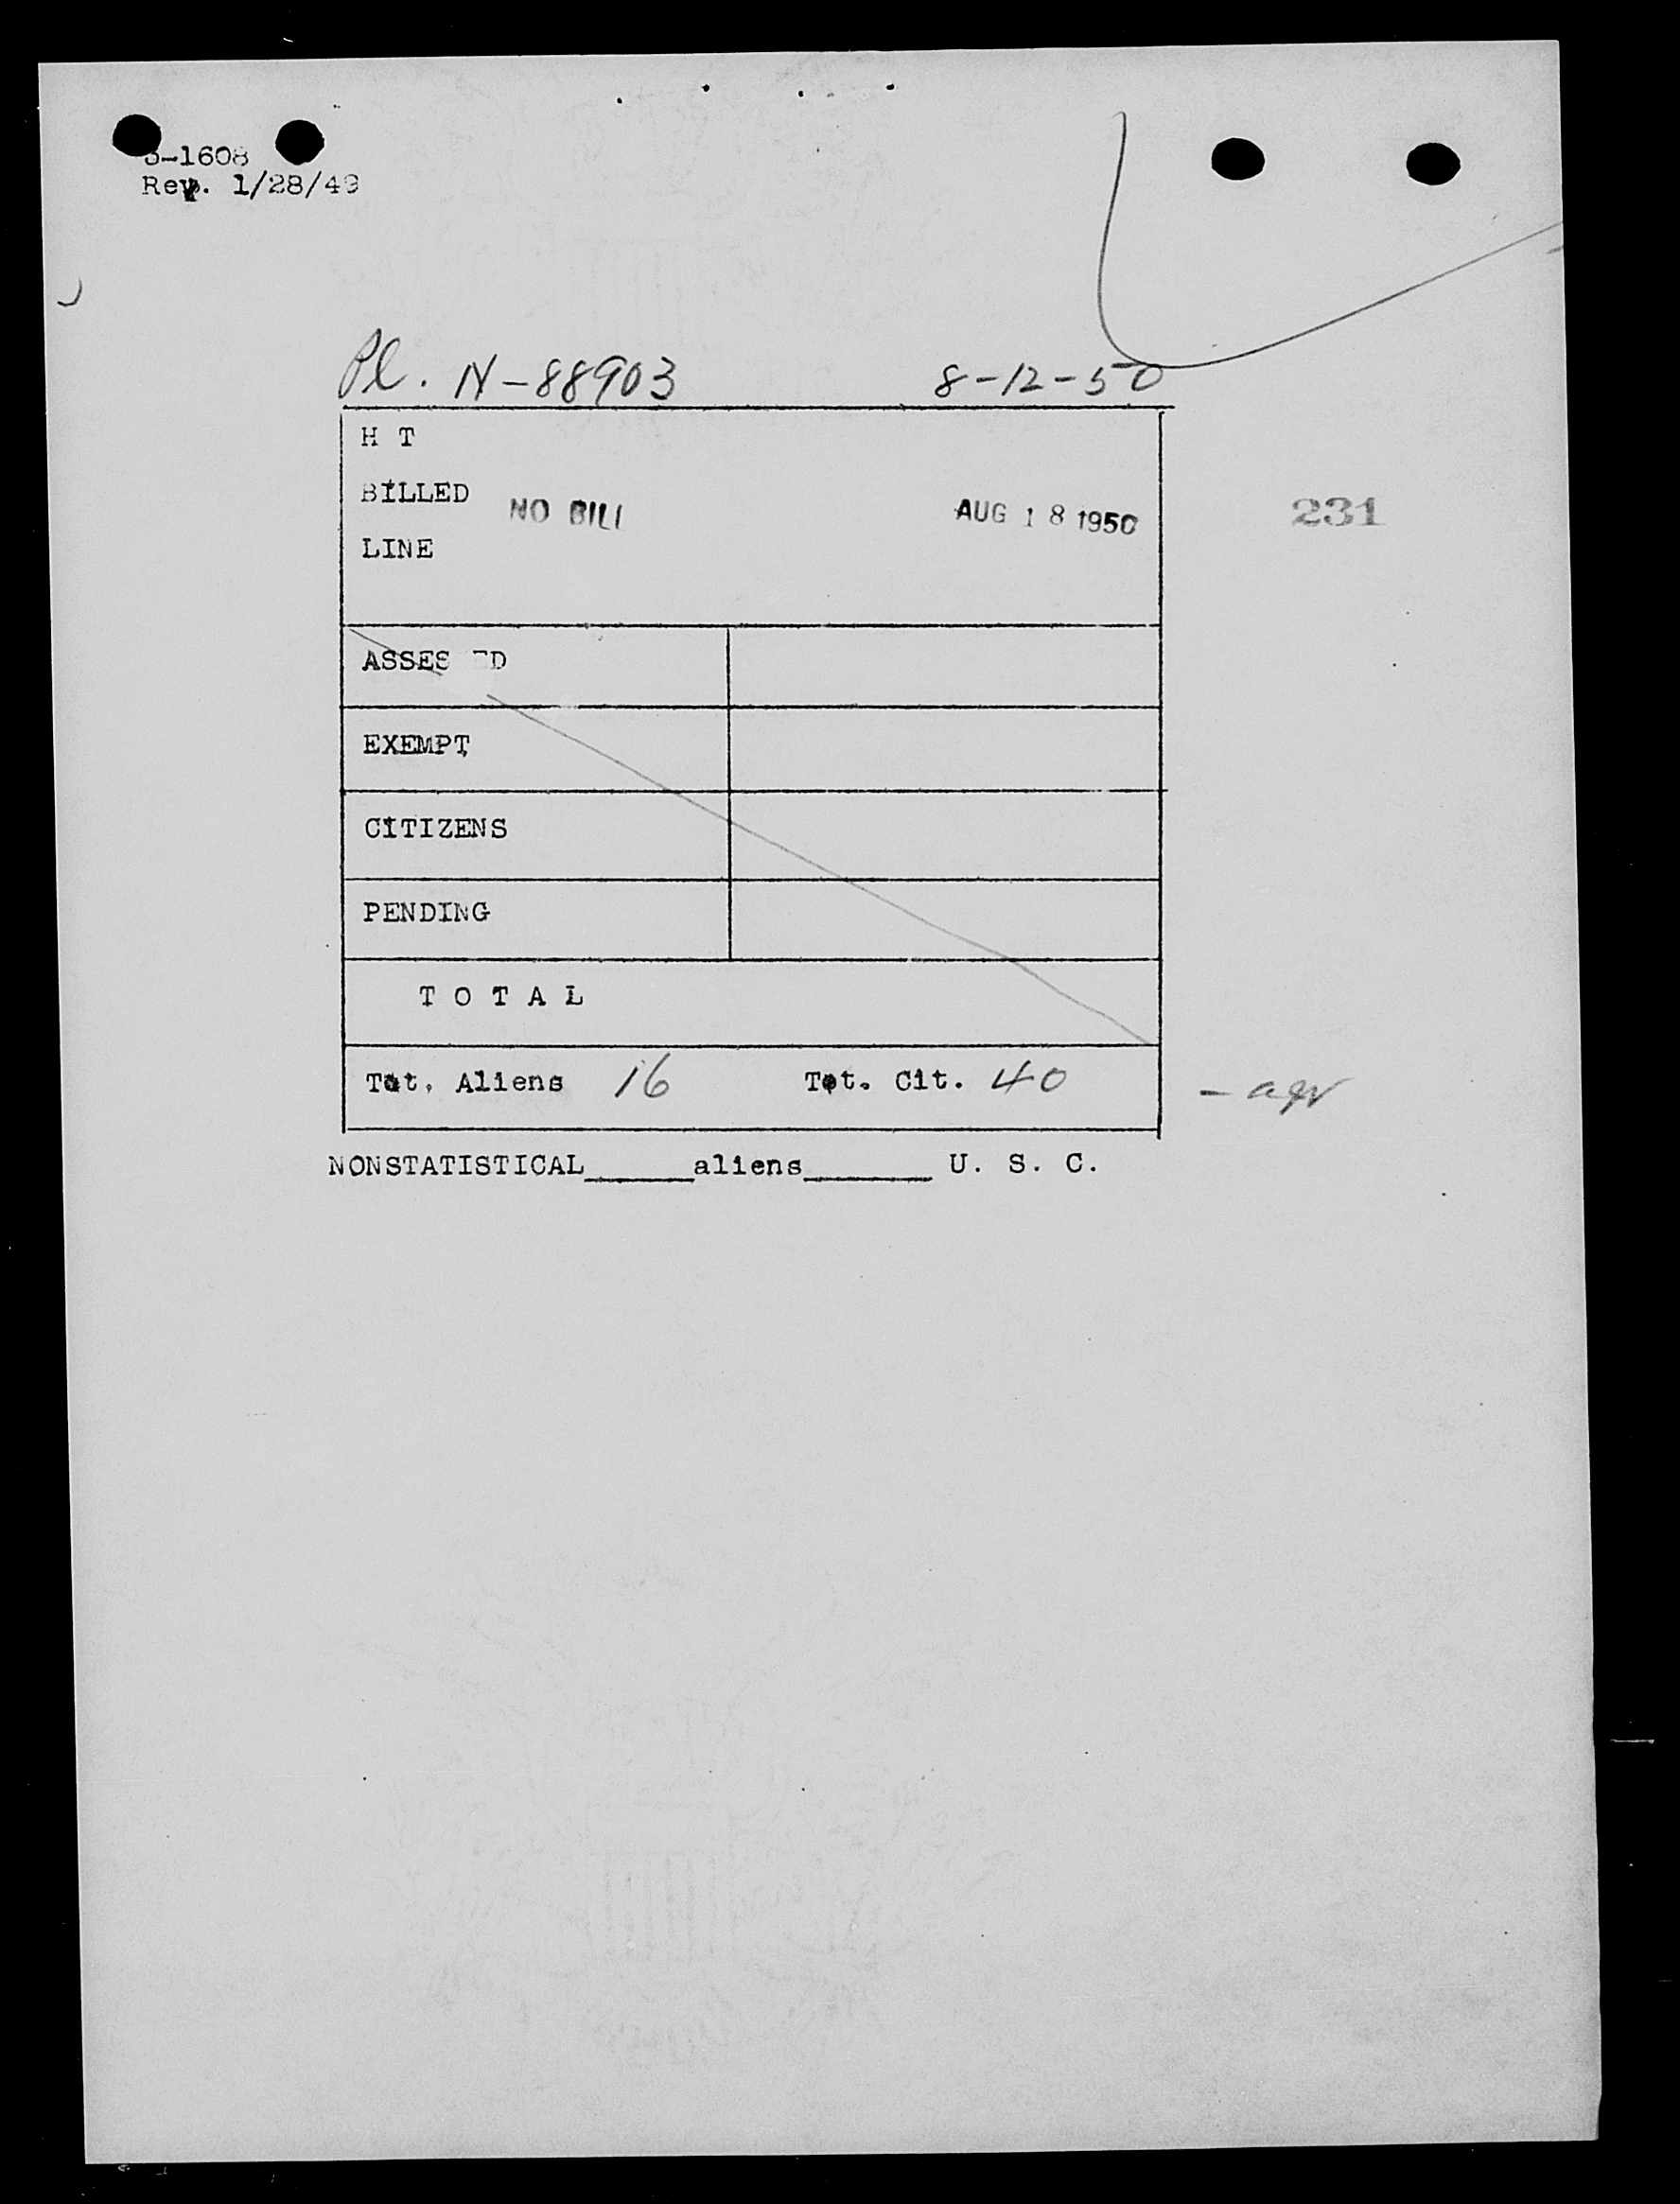 -1608
Rev. 1/28/49
Pl. N-88903 8-12-50
H T
BILLED NO BILL AUG 18 1950 231
LINE
ASSESSED
EXEMPT
CITIZENS
PENDING
T O T A L
Tot. Aliens 16 Tot. Cit. 40
NONSTATISTICAL_____aliens______ U. S. C.